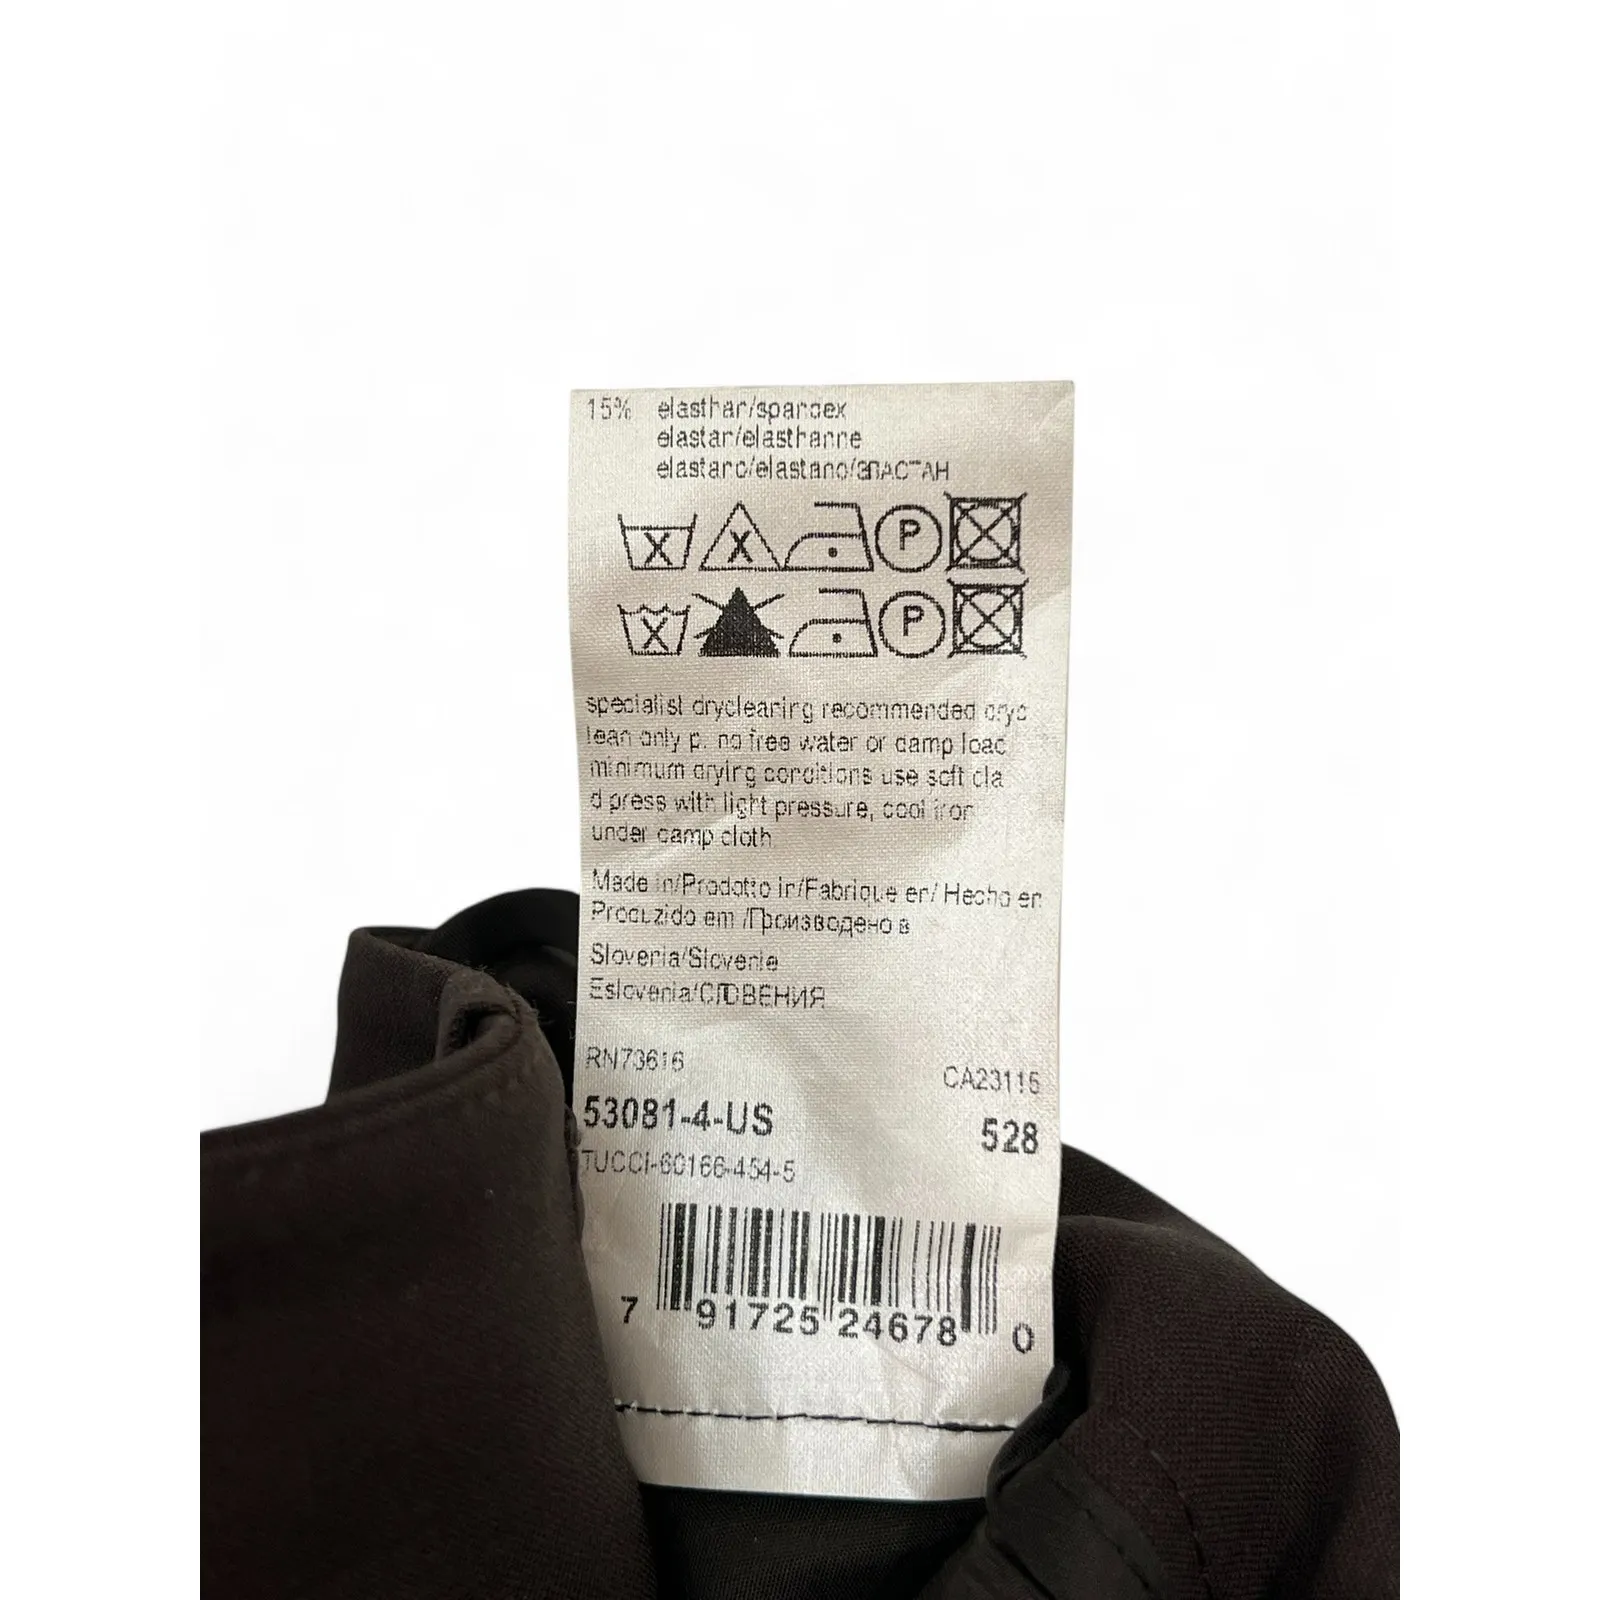 15% elasthan/spandex
elastan/elasthanne
elastano/elastano/ЭЛАСТАН
X X P
X P
specialist drycleaning recommended dryc
lean only p. no free water or damp load
minimum drying conditions use soft cla
d press with light pressure, cool iron
under damp cloth
Made in/Prodotto in/Fabrique en/ Hecho en
Produzido em /Произведено в
Slovenia/Slovenie
Eslovenia/СЛОВЕНИЯ
RN73616
CA23115
53081-4-US
528
TUCCI-60166-454-5
7 91725 24678 0